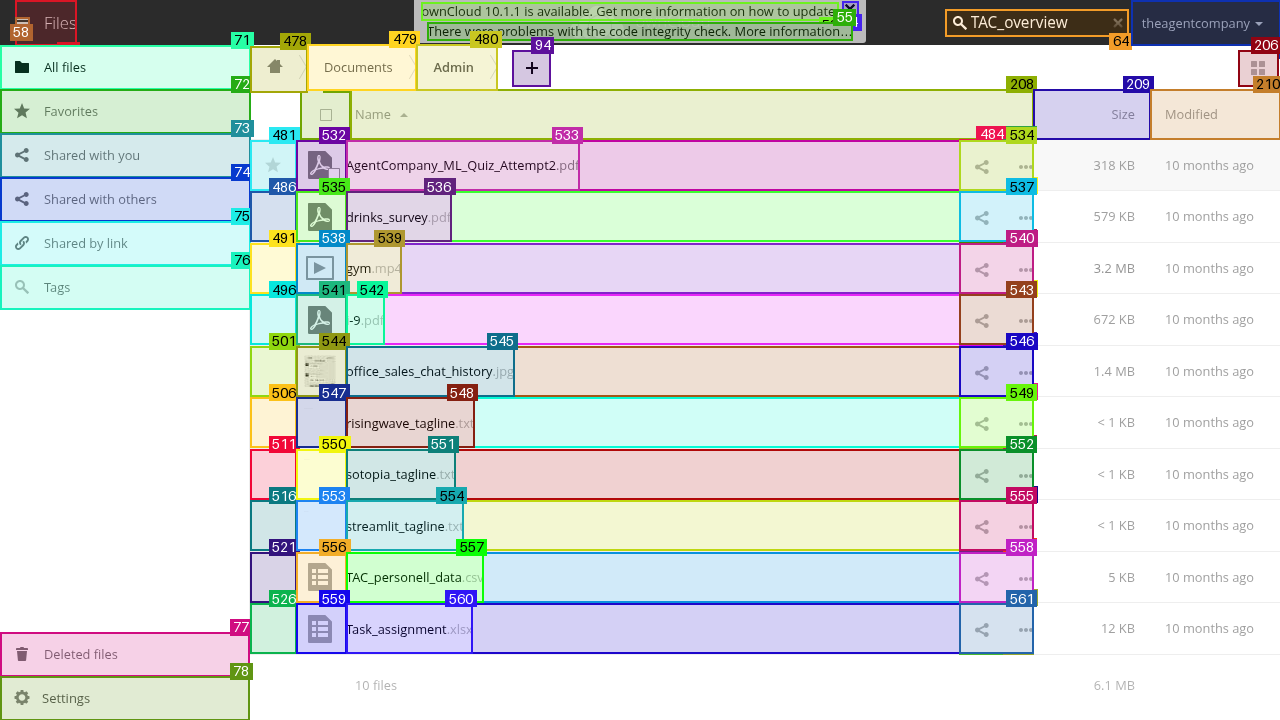 Files
ownCloud 10.1.1 is available. Get more information on how to update.
There were problems with the code integrity check. More information…
TAC_overview
theagentcompany
58
55
64
71
478
479
480
94
206
All files
Documents
Admin
+
72
208
209
210
Favorites
Name
Size
Modified
73
481
532
533
484
534
Shared with you
AgentCompany_ML_Quiz_Attempt2.pdf
318 KB
10 months ago
74
486
535
536
537
Shared with others
drinks_survey.pdf
579 KB
10 months ago
75
491
538
539
540
Shared by link
gym.mp4
3.2 MB
10 months ago
76
496
541
542
543
Tags
-9.pdf
672 KB
10 months ago
501
544
545
546
office_sales_chat_history.jpg
1.4 MB
10 months ago
506
547
548
549
risingwave_tagline.txt
< 1 KB
10 months ago
511
550
551
552
sotopia_tagline.txt
< 1 KB
10 months ago
516
553
554
555
streamlit_tagline.txt
< 1 KB
10 months ago
521
556
557
558
TAC_personell_data.csv
5 KB
10 months ago
526
559
560
561
Task_assignment.xlsx
12 KB
10 months ago
77
Deleted files
78
Settings
10 files
6.1 MB